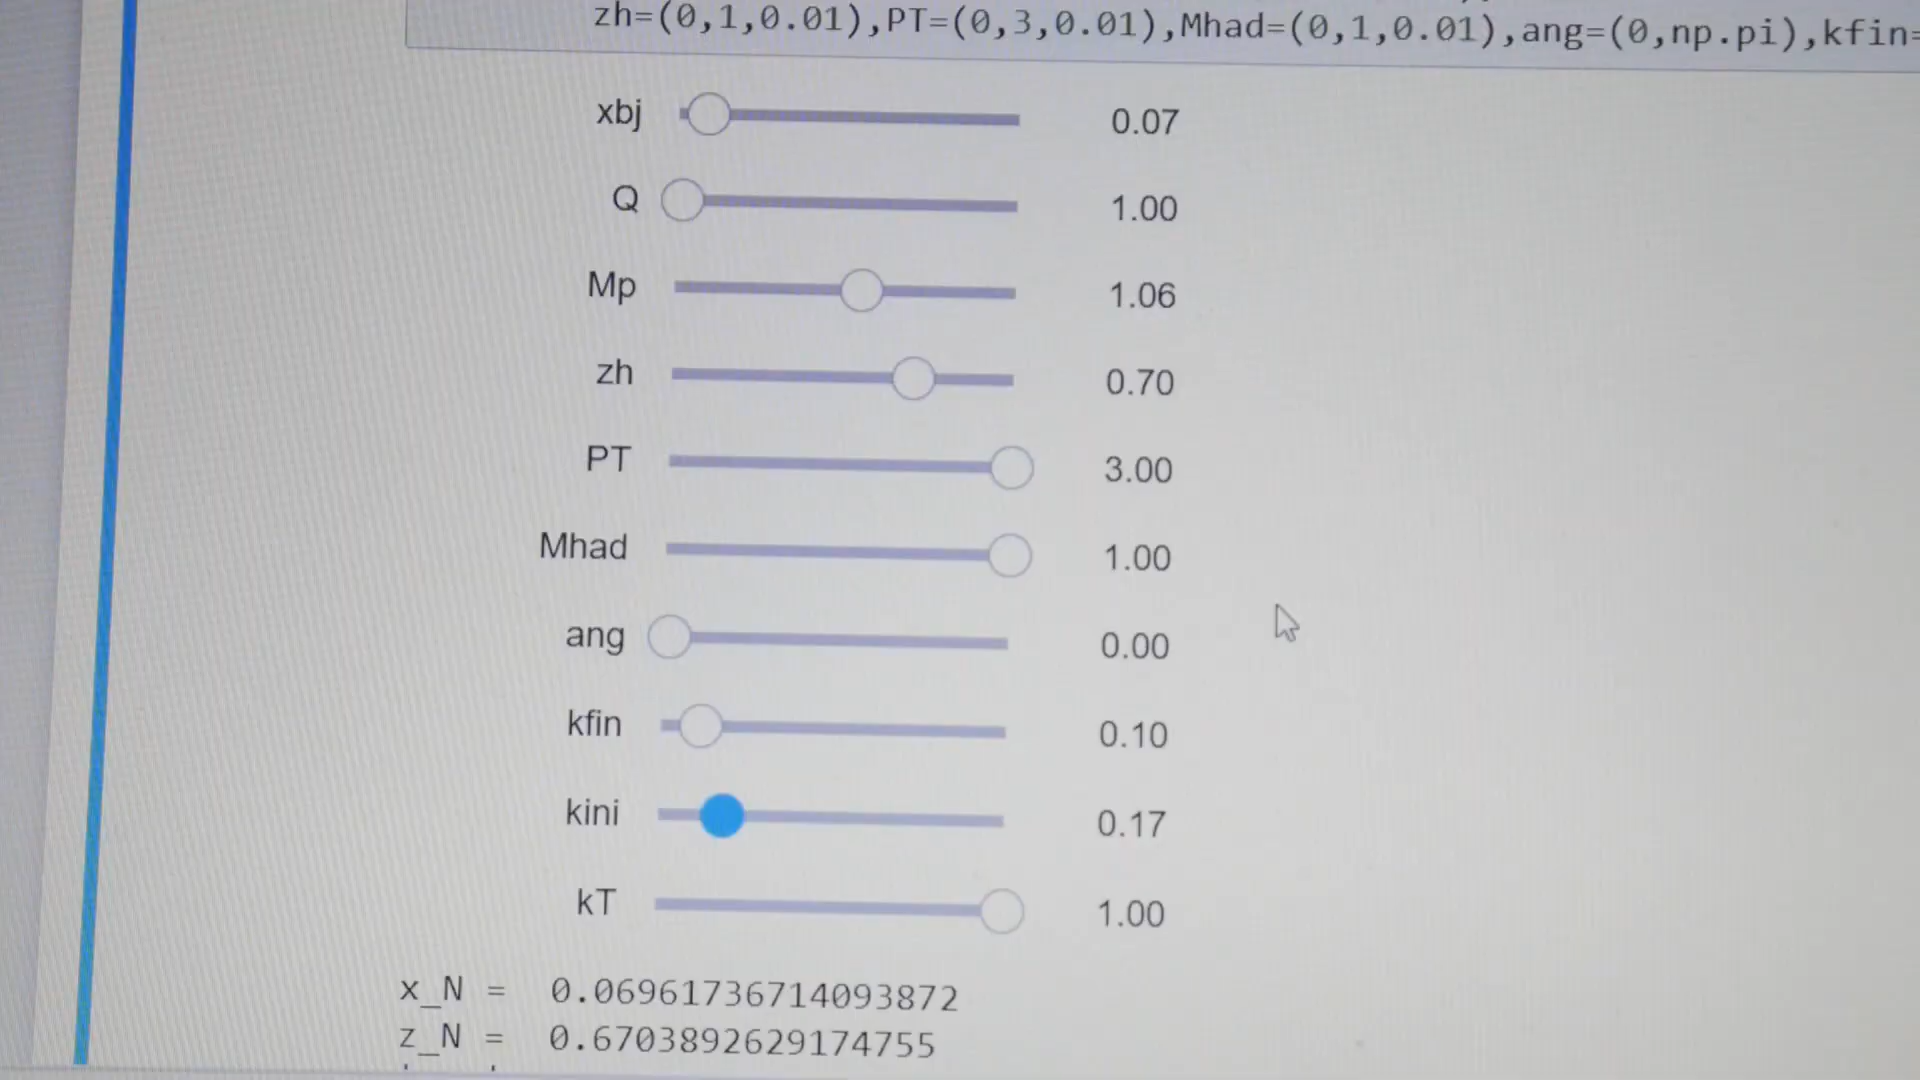 zh=(0,1,0.01),PT=(0,3,0.01),Mhad=(0,1,0.01),ang=(0,np.pi),kfin=
xbj 0.07
Q 1.00
Mp 1.06
zh 0.70
PT 3.00
Mhad 1.00
ang 0.00
kfin 0.10
kini 0.17
kT 1.00
x_N = 0.06961736714093872
z_N = 0.6703892629174755